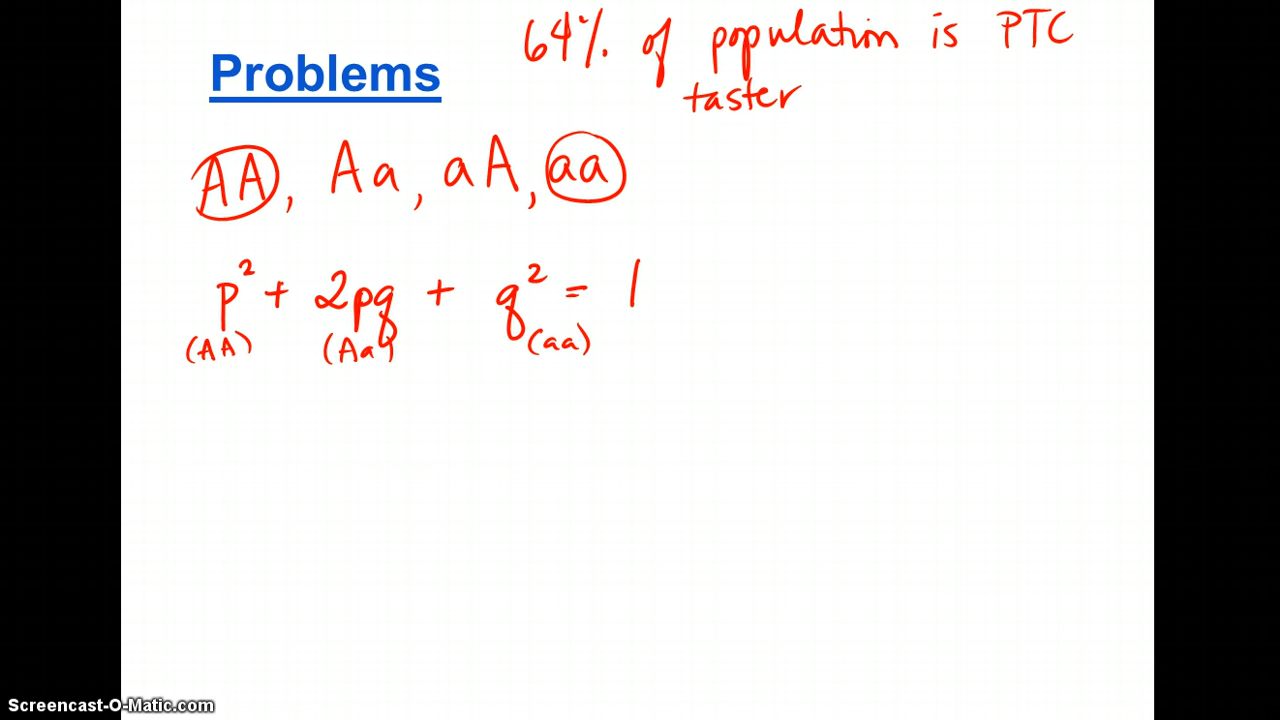 64% of population is PTC
taster
Problems
AA, Aa, aA, aa
p² + 2pq + q² = 1
(AA) (Aa) (aa)
Screencast-O-Matic.com